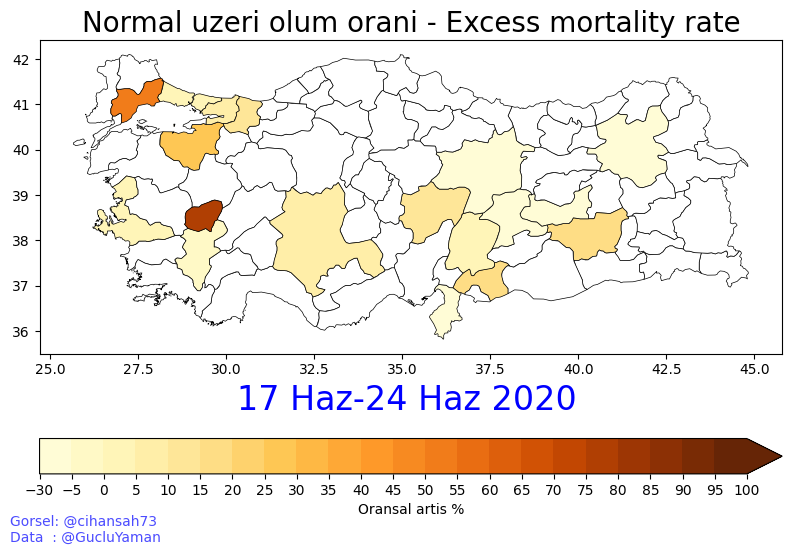 Normal uzeri olum orani - Excess mortality rate
42
41
40
39
38
37
36
25.0 27.5 30.0 32.5 35.0 37.5 40.0 42.5 45.0
17 Haz-24 Haz 2020
−30 −5 0 5 10 15 20 25 30 35 40 45 50 55 60 65 70 75 80 85 90 95 100
Oransal artis %
Gorsel: @cihansah73
Data : @GucluYaman